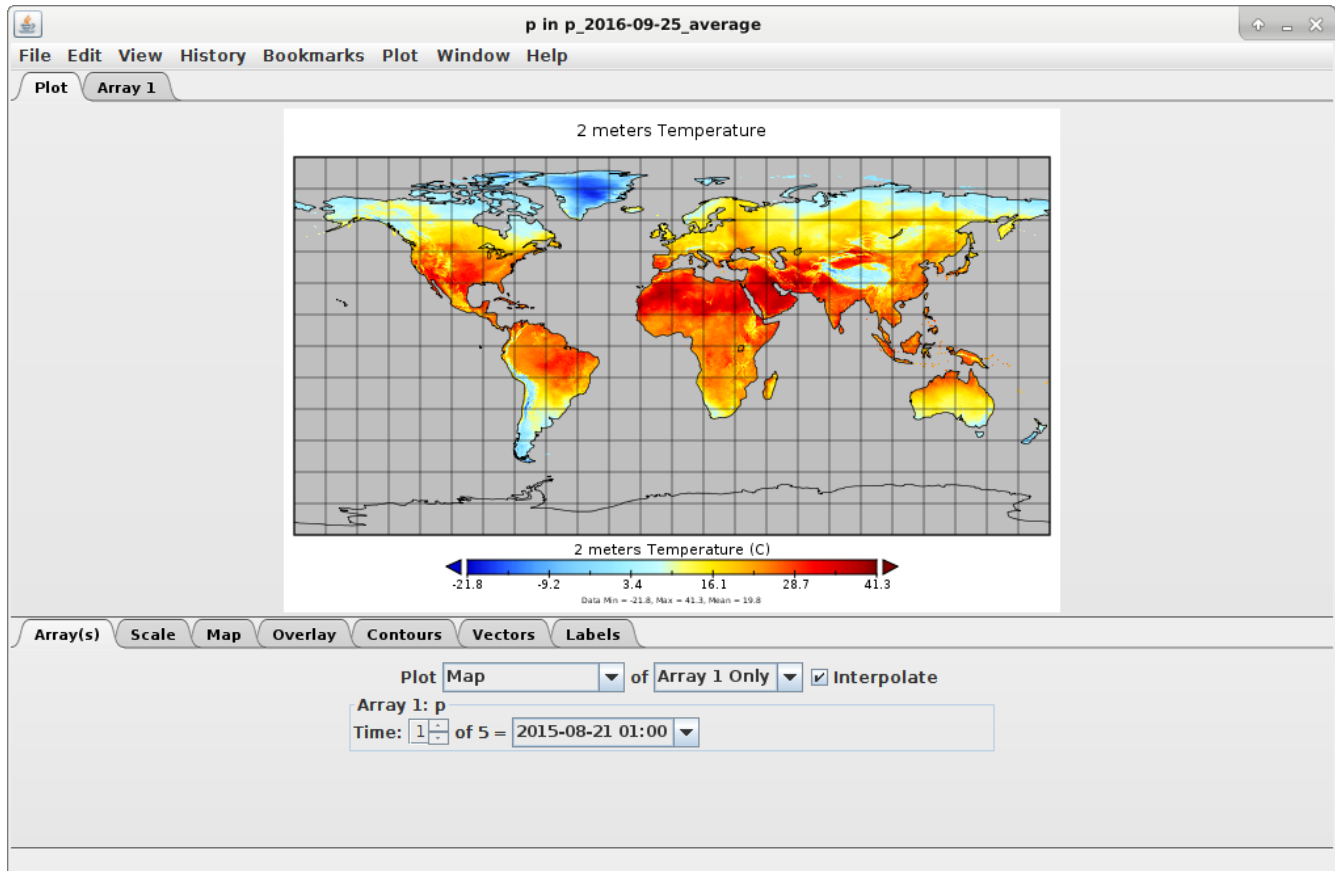 p in p_2016-09-25_average
File Edit View History Bookmarks Plot Window Help
Plot Array 1
2 meters Temperature
2 meters Temperature (C)
-21.8 -9.2 3.4 16.1 28.7 41.3
Data Min = -21.8, Max = 41.3, Mean = 19.8
Array(s) Scale Map Overlay Contours Vectors Labels
Plot Map of Array 1 Only Interpolate
Array 1: p
Time: 1 of 5 = 2015-08-21 01:00